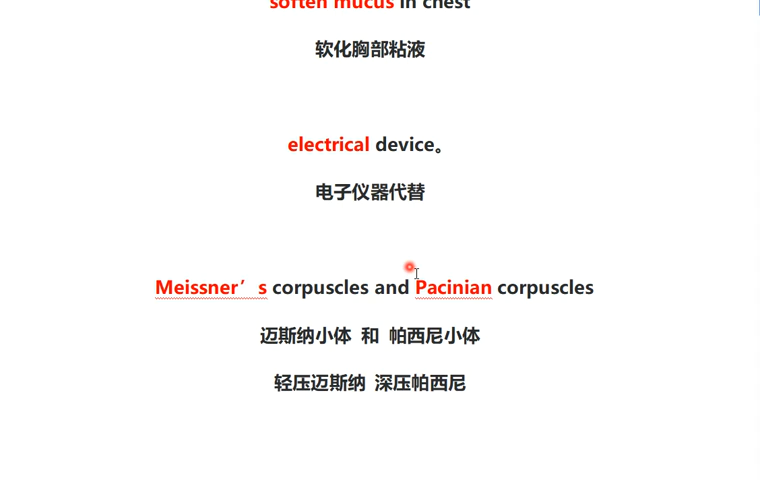 soften mucus in chest
软化胸部粘液
electrical device。
电子仪器代替
Meissner’s corpuscles and Pacinian corpuscles
迈斯纳小体 和 帕西尼小体
轻压迈斯纳 深压帕西尼